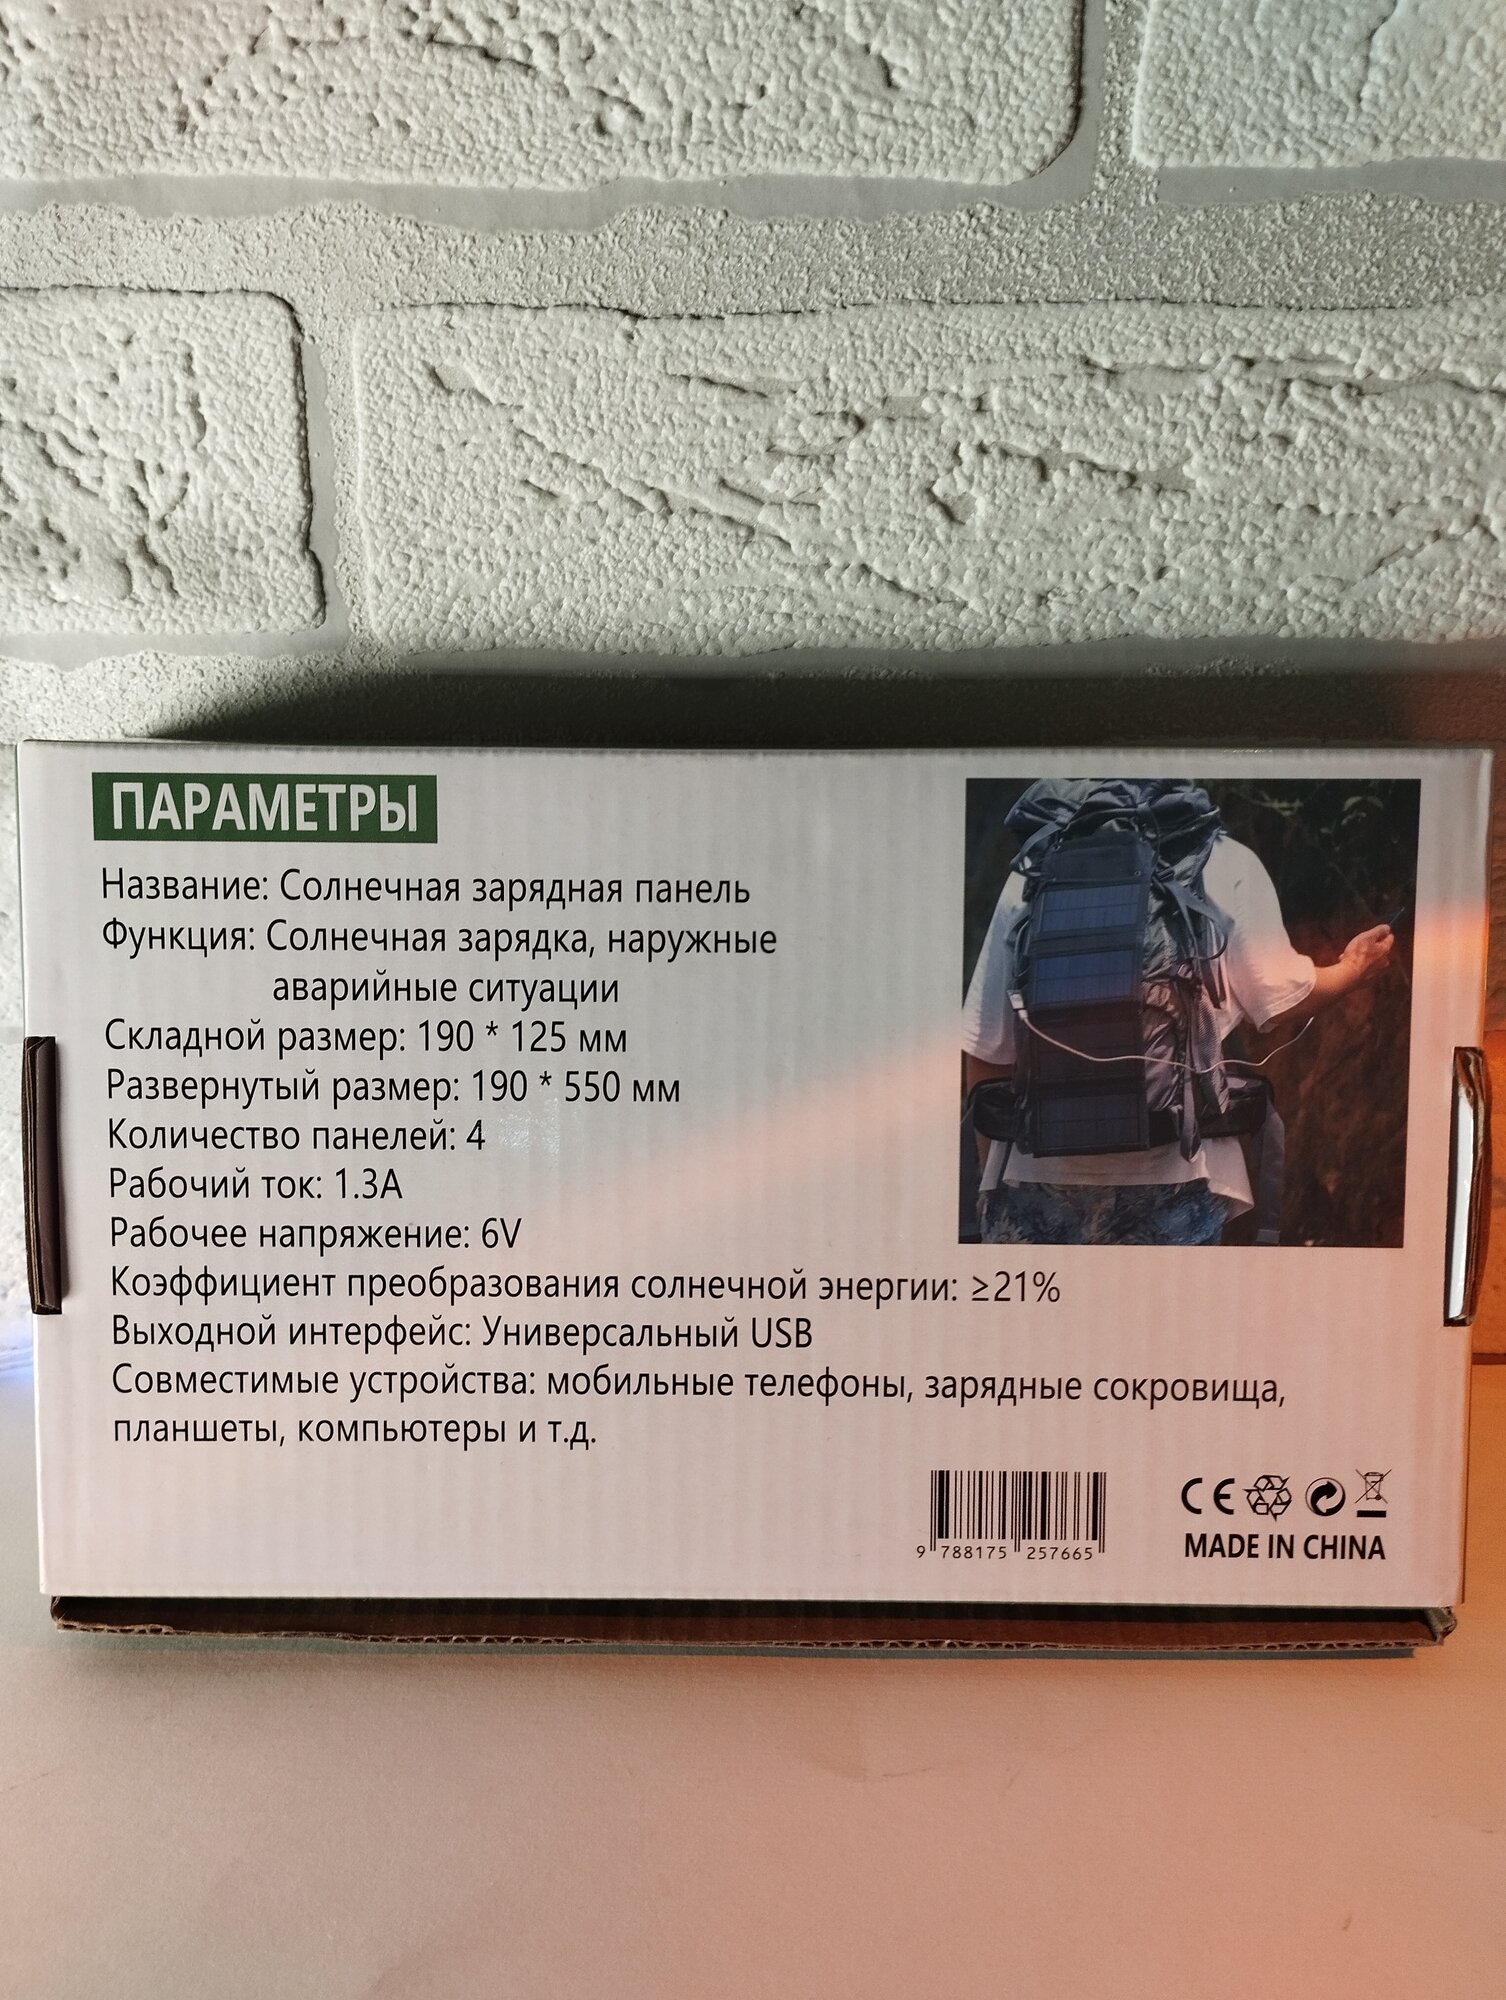 ПАРАМЕТРЫ
Название: Солнечная зарядная панель
Функция: Солнечная зарядка, наружные
аварийные ситуации
Складной размер: 190 * 125 мм
Развернутый размер: 190 * 550 мм
Количество панелей: 4
Рабочий ток: 1.3A
Рабочее напряжение: 6V
Коэффициент преобразования солнечной энергии: ≥21%
Выходной интерфейс: Универсальный USB
Совместимые устройства: мобильные телефоны, зарядные сокровища,
планшеты, компьютеры и т.д.
9 788175 257665
CE
MADE IN CHINA